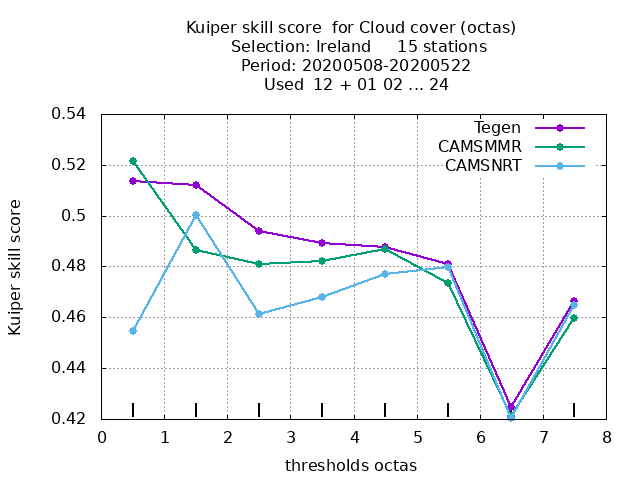 Kuiper skill score  for Cloud cover (octas)
Selection: Ireland     15 stations
Period: 20200508-20200522
Used  12 + 01 02 ... 24
Tegen
CAMSMMR
CAMSNRT
Kuiper skill score
0.54
0.52
0.5
0.48
0.46
0.44
0.42
0 1 2 3 4 5 6 7 8
thresholds octas